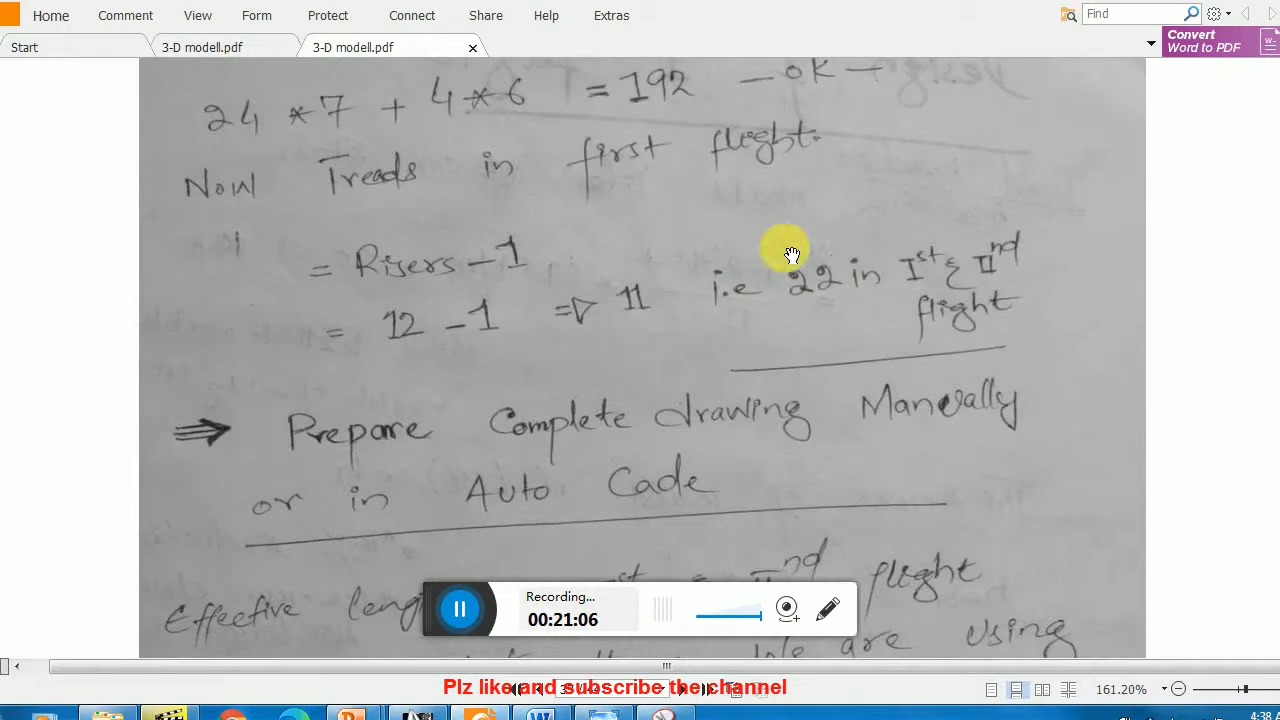 Home Comment View Form Protect Connect Share Help Extras
Find
Start 3-D modell.pdf 3-D modell.pdf
Convert
Word to PDF
24 * 7 + 4 * 6 = 192 - OK -
Now Treads in first flight.
= Risers - 1
= 12 - 1 => 11 i.e 22 in Ist & IInd
flight
=> Prepare Complete drawing Manually
or in Auto Cade
nd flight
Effective
are using
Recording...
00:21:06
Plz like and subscribe the channel
161.20%
4:38